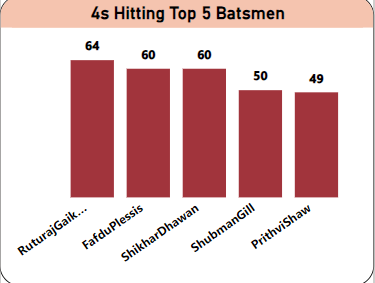 4s Hitting Top 5 Batsmen
64
60
60
50
49
RuturajGaik...
FafduPlessis
ShikharDhawan
ShubmanGill
PrithviShaw